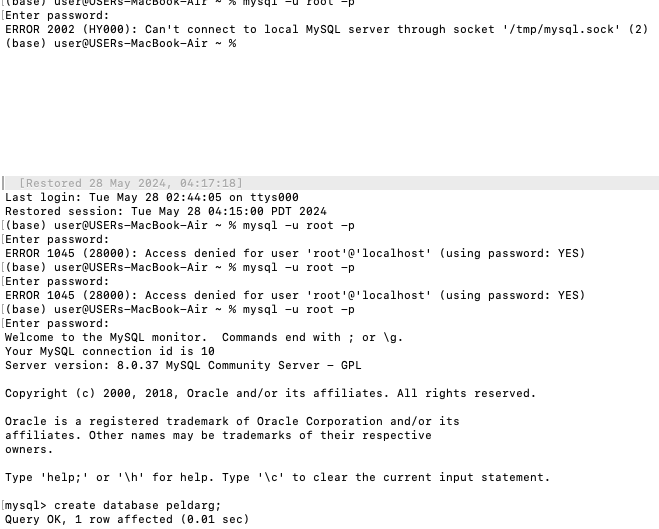 (base) user@USERs-MacBook-Air ~ % mysql -u root -p
[Enter password:
ERROR 2002 (HY000): Can't connect to local MySQL server through socket '/tmp/mysql.sock' (2)
(base) user@USERs-MacBook-Air ~ %
[Restored 28 May 2024, 04:17:18]
Last login: Tue May 28 02:44:05 on ttys000
Restored session: Tue May 28 04:15:00 PDT 2024
[(base) user@USERs-MacBook-Air ~ % mysql -u root -p
[Enter password:
ERROR 1045 (28000): Access denied for user 'root'@'localhost' (using password: YES)
[(base) user@USERs-MacBook-Air ~ % mysql -u root -p
[Enter password:
ERROR 1045 (28000): Access denied for user 'root'@'localhost' (using password: YES)
[(base) user@USERs-MacBook-Air ~ % mysql -u root -p
[Enter password:
Welcome to the MySQL monitor.  Commands end with ; or \g.
Your MySQL connection id is 10
Server version: 8.0.37 MySQL Community Server - GPL
Copyright (c) 2000, 2018, Oracle and/or its affiliates. All rights reserved.
Oracle is a registered trademark of Oracle Corporation and/or its
affiliates. Other names may be trademarks of their respective
owners.
Type 'help;' or '\h' for help. Type '\c' to clear the current input statement.
[mysql> create database peldarg;
Query OK, 1 row affected (0.01 sec)